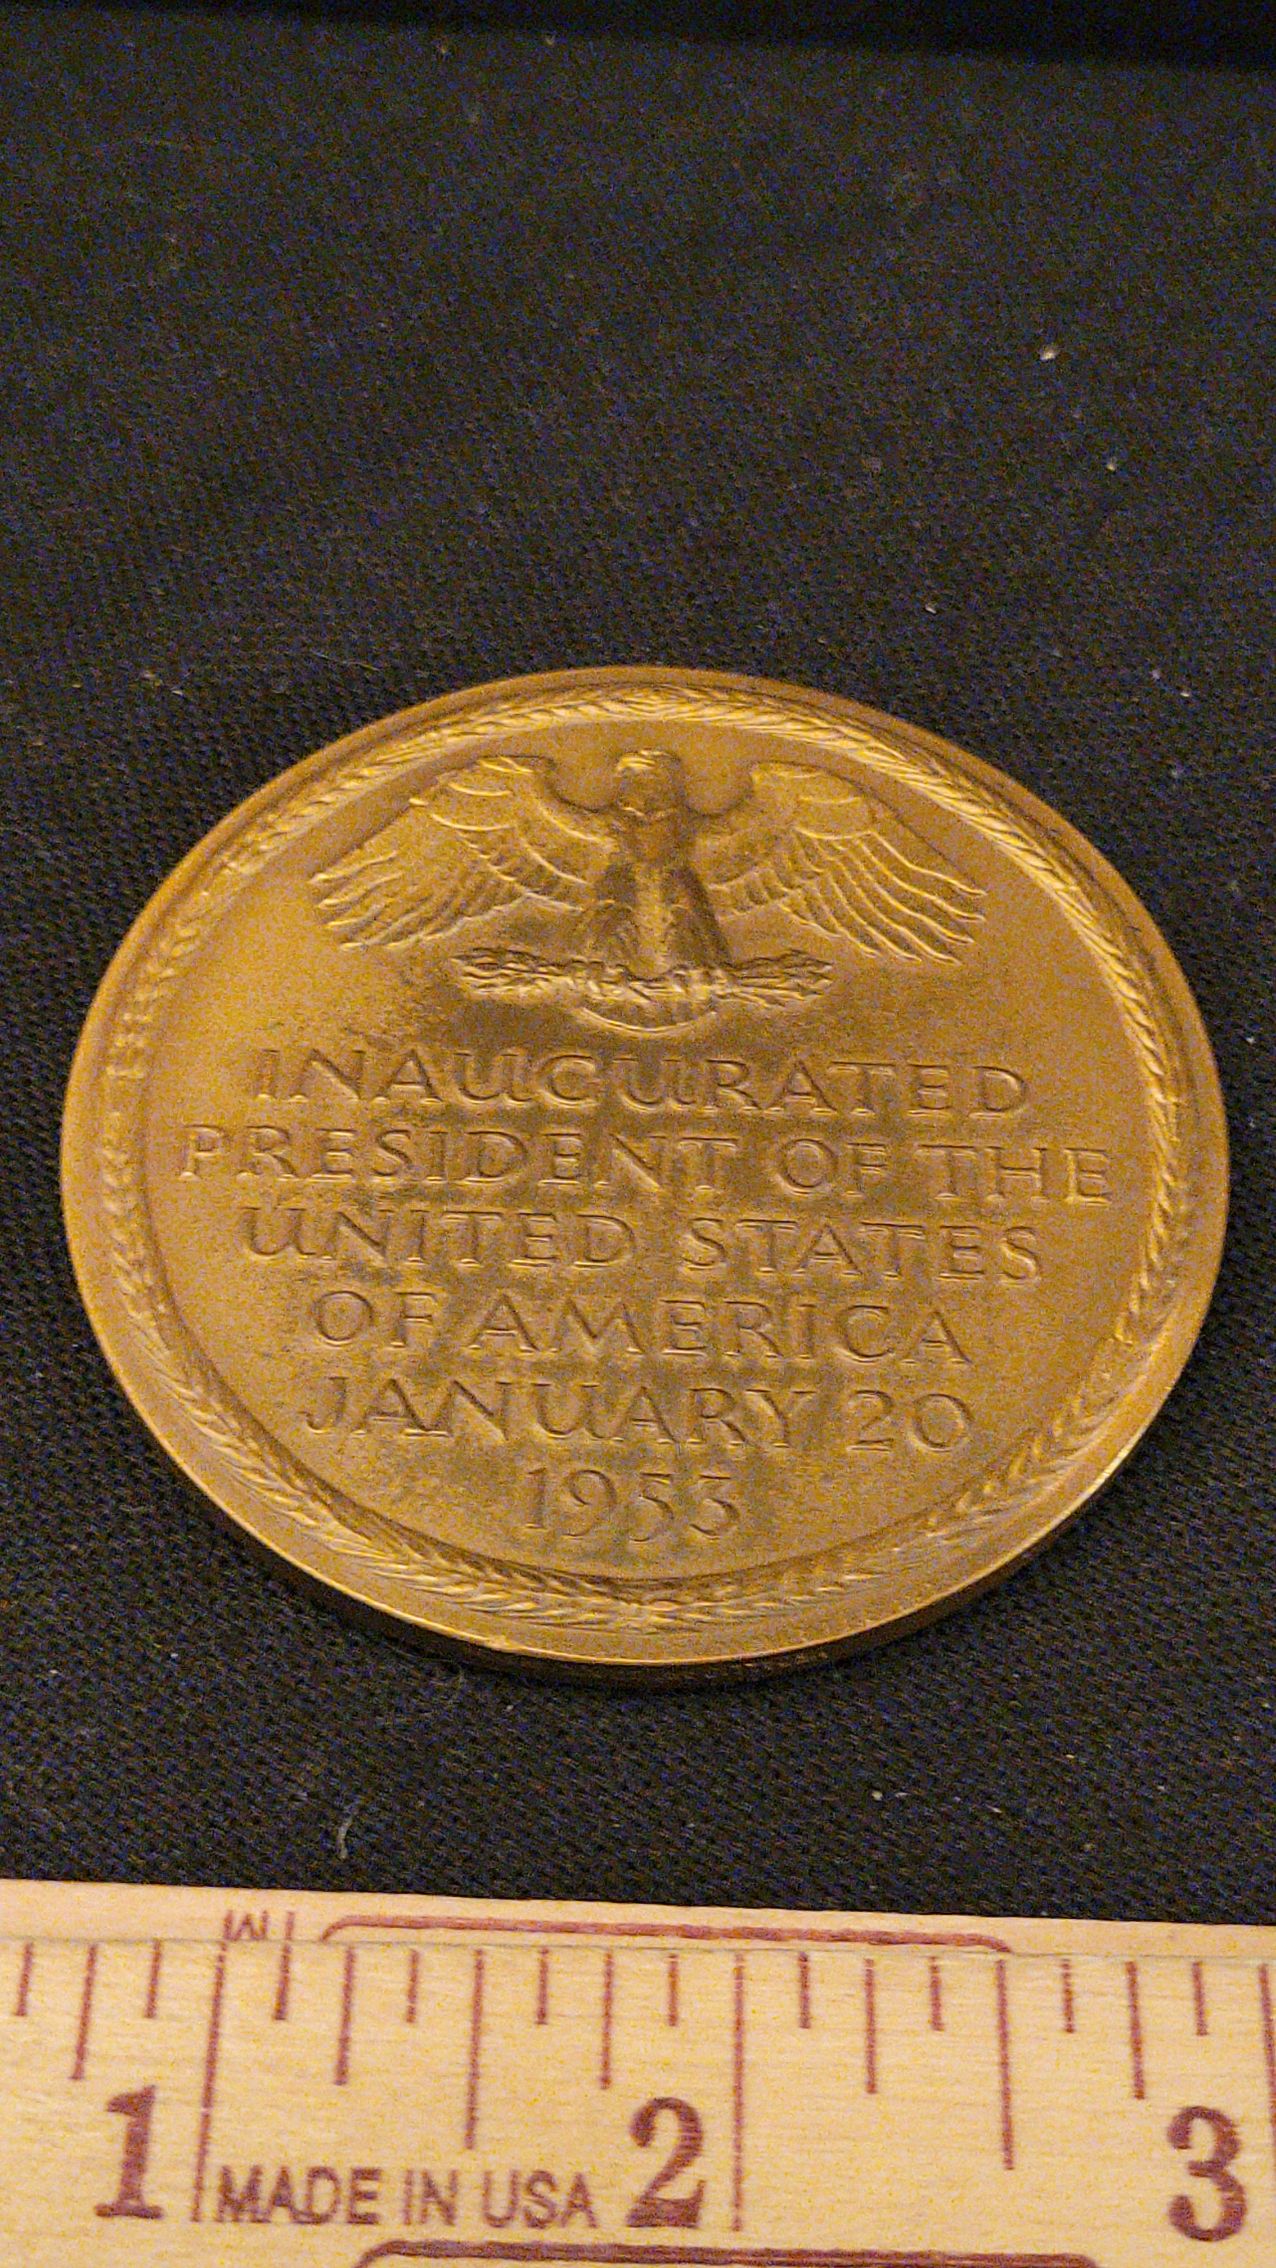 INAUGURATED
PRESIDENT OF THE
UNITED STATES
OF AMERICA
JANUARY 20
1953
1 MADE IN USA 2 3